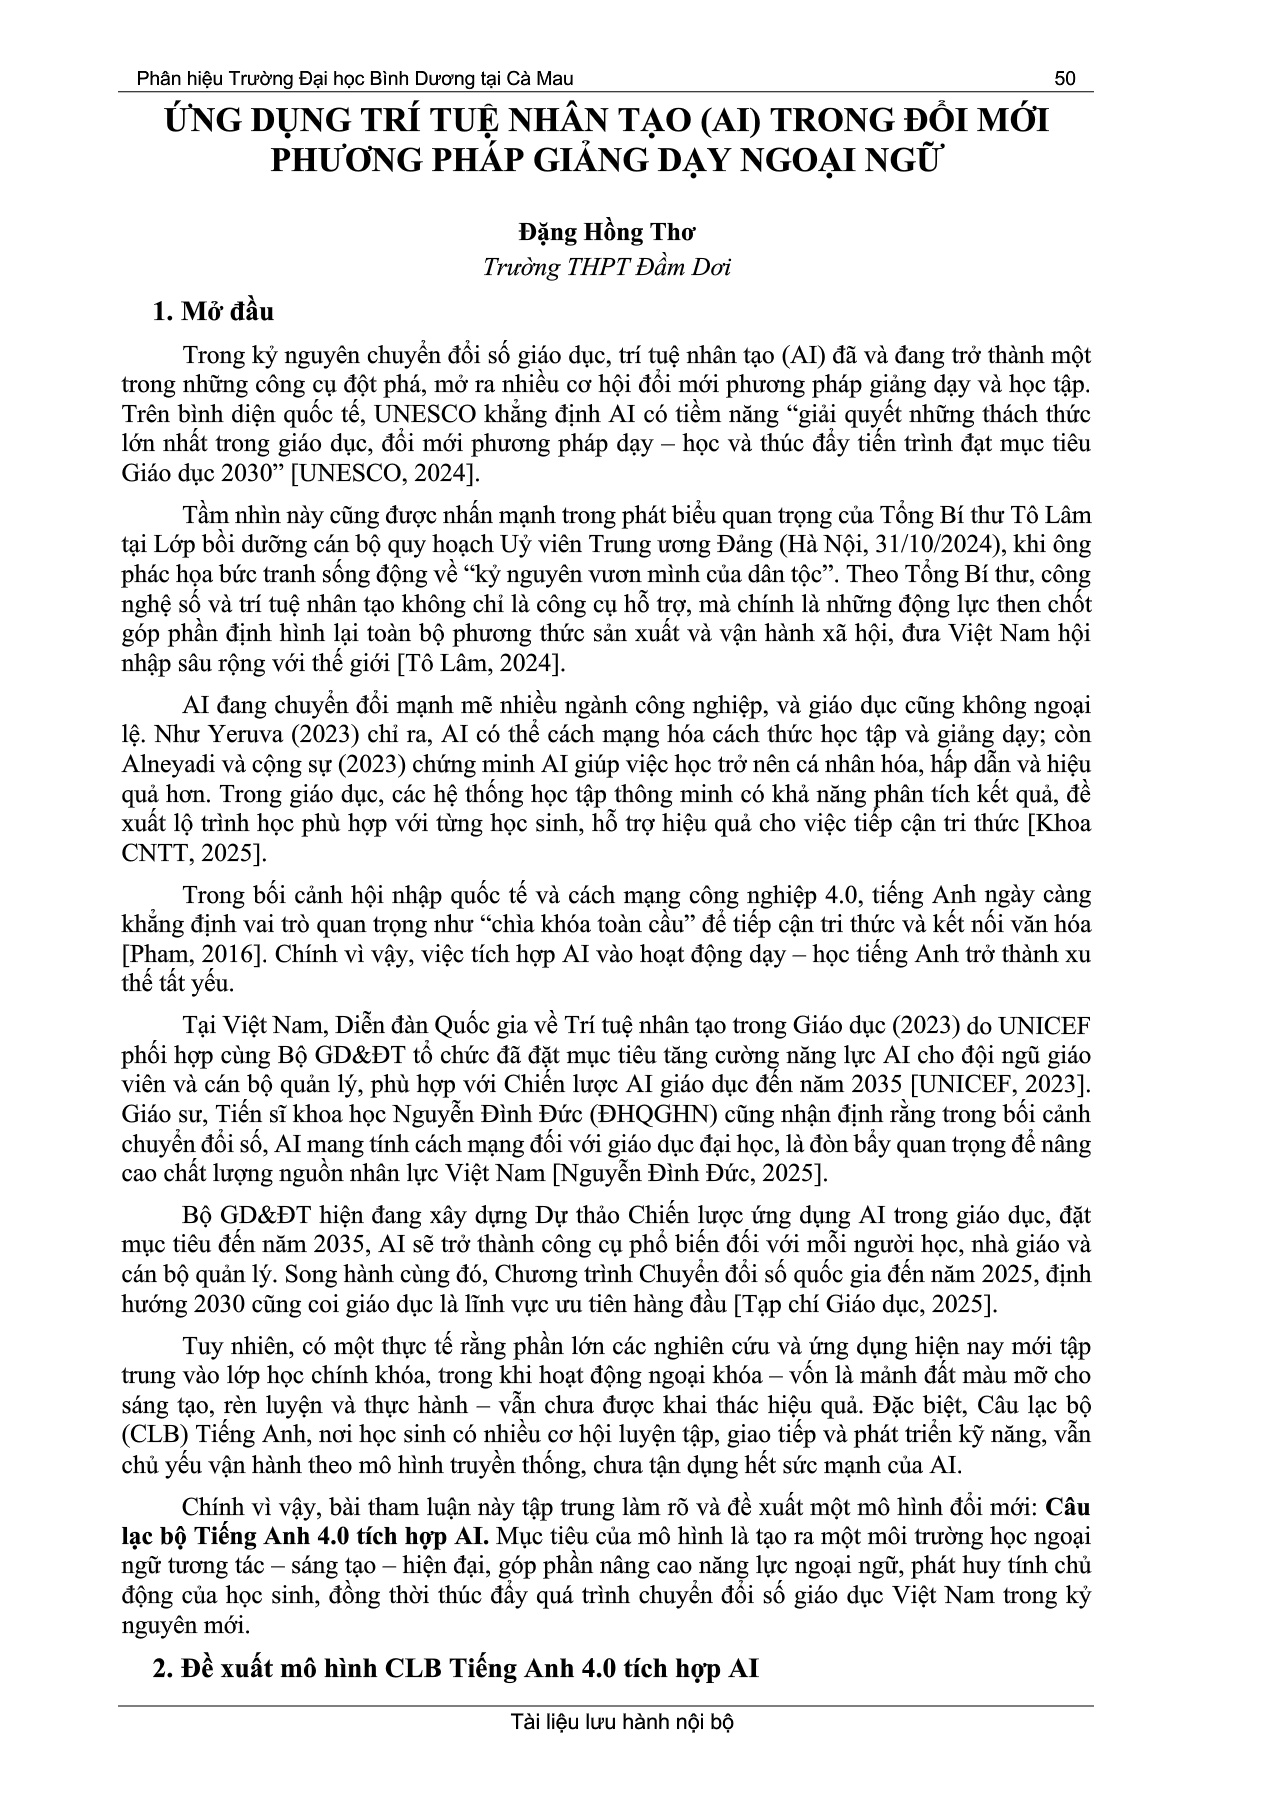 Phân hiệu Trường Đại học Bình Dương tại Cà Mau 50
ỨNG DỤNG TRÍ TUỆ NHÂN TẠO (AI) TRONG ĐỔI MỚI
PHƯƠNG PHÁP GIẢNG DẠY NGOẠI NGỮ
Đặng Hồng Thơ
Trường THPT Đầm Dơi
1. Mở đầu
Trong kỷ nguyên chuyển đổi số giáo dục, trí tuệ nhân tạo (AI) đã và đang trở thành một
trong những công cụ đột phá, mở ra nhiều cơ hội đổi mới phương pháp giảng dạy và học tập.
Trên bình diện quốc tế, UNESCO khẳng định AI có tiềm năng “giải quyết những thách thức
lớn nhất trong giáo dục, đổi mới phương pháp dạy – học và thúc đẩy tiến trình đạt mục tiêu
Giáo dục 2030” [UNESCO, 2024].
Tầm nhìn này cũng được nhấn mạnh trong phát biểu quan trọng của Tổng Bí thư Tô Lâm
tại Lớp bồi dưỡng cán bộ quy hoạch Uỷ viên Trung ương Đảng (Hà Nội, 31/10/2024), khi ông
phác họa bức tranh sống động về “kỷ nguyên vươn mình của dân tộc”. Theo Tổng Bí thư, công
nghệ số và trí tuệ nhân tạo không chỉ là công cụ hỗ trợ, mà chính là những động lực then chốt
góp phần định hình lại toàn bộ phương thức sản xuất và vận hành xã hội, đưa Việt Nam hội
nhập sâu rộng với thế giới [Tô Lâm, 2024].
AI đang chuyển đổi mạnh mẽ nhiều ngành công nghiệp, và giáo dục cũng không ngoại
lệ. Như Yeruva (2023) chỉ ra, AI có thể cách mạng hóa cách thức học tập và giảng dạy; còn
Alneyadi và cộng sự (2023) chứng minh AI giúp việc học trở nên cá nhân hóa, hấp dẫn và hiệu
quả hơn. Trong giáo dục, các hệ thống học tập thông minh có khả năng phân tích kết quả, đề
xuất lộ trình học phù hợp với từng học sinh, hỗ trợ hiệu quả cho việc tiếp cận tri thức [Khoa
CNTT, 2025].
Trong bối cảnh hội nhập quốc tế và cách mạng công nghiệp 4.0, tiếng Anh ngày càng
khẳng định vai trò quan trọng như “chìa khóa toàn cầu” để tiếp cận tri thức và kết nối văn hóa
[Pham, 2016]. Chính vì vậy, việc tích hợp AI vào hoạt động dạy – học tiếng Anh trở thành xu
thế tất yếu.
Tại Việt Nam, Diễn đàn Quốc gia về Trí tuệ nhân tạo trong Giáo dục (2023) do UNICEF
phối hợp cùng Bộ GD&ĐT tổ chức đã đặt mục tiêu tăng cường năng lực AI cho đội ngũ giáo
viên và cán bộ quản lý, phù hợp với Chiến lược AI giáo dục đến năm 2035 [UNICEF, 2023].
Giáo sư, Tiến sĩ khoa học Nguyễn Đình Đức (ĐHQGHN) cũng nhận định rằng trong bối cảnh
chuyển đổi số, AI mang tính cách mạng đối với giáo dục đại học, là đòn bẩy quan trọng để nâng
cao chất lượng nguồn nhân lực Việt Nam [Nguyễn Đình Đức, 2025].
Bộ GD&ĐT hiện đang xây dựng Dự thảo Chiến lược ứng dụng AI trong giáo dục, đặt
mục tiêu đến năm 2035, AI sẽ trở thành công cụ phổ biến đối với mỗi người học, nhà giáo và
cán bộ quản lý. Song hành cùng đó, Chương trình Chuyển đổi số quốc gia đến năm 2025, định
hướng 2030 cũng coi giáo dục là lĩnh vực ưu tiên hàng đầu [Tạp chí Giáo dục, 2025].
Tuy nhiên, có một thực tế rằng phần lớn các nghiên cứu và ứng dụng hiện nay mới tập
trung vào lớp học chính khóa, trong khi hoạt động ngoại khóa – vốn là mảnh đất màu mỡ cho
sáng tạo, rèn luyện và thực hành – vẫn chưa được khai thác hiệu quả. Đặc biệt, Câu lạc bộ
(CLB) Tiếng Anh, nơi học sinh có nhiều cơ hội luyện tập, giao tiếp và phát triển kỹ năng, vẫn
chủ yếu vận hành theo mô hình truyền thống, chưa tận dụng hết sức mạnh của AI.
Chính vì vậy, bài tham luận này tập trung làm rõ và đề xuất một mô hình đổi mới: Câu
lạc bộ Tiếng Anh 4.0 tích hợp AI. Mục tiêu của mô hình là tạo ra một môi trường học ngoại
ngữ tương tác – sáng tạo – hiện đại, góp phần nâng cao năng lực ngoại ngữ, phát huy tính chủ
động của học sinh, đồng thời thúc đẩy quá trình chuyển đổi số giáo dục Việt Nam trong kỷ
nguyên mới.
2. Đề xuất mô hình CLB Tiếng Anh 4.0 tích hợp AI
Tài liệu lưu hành nội bộ